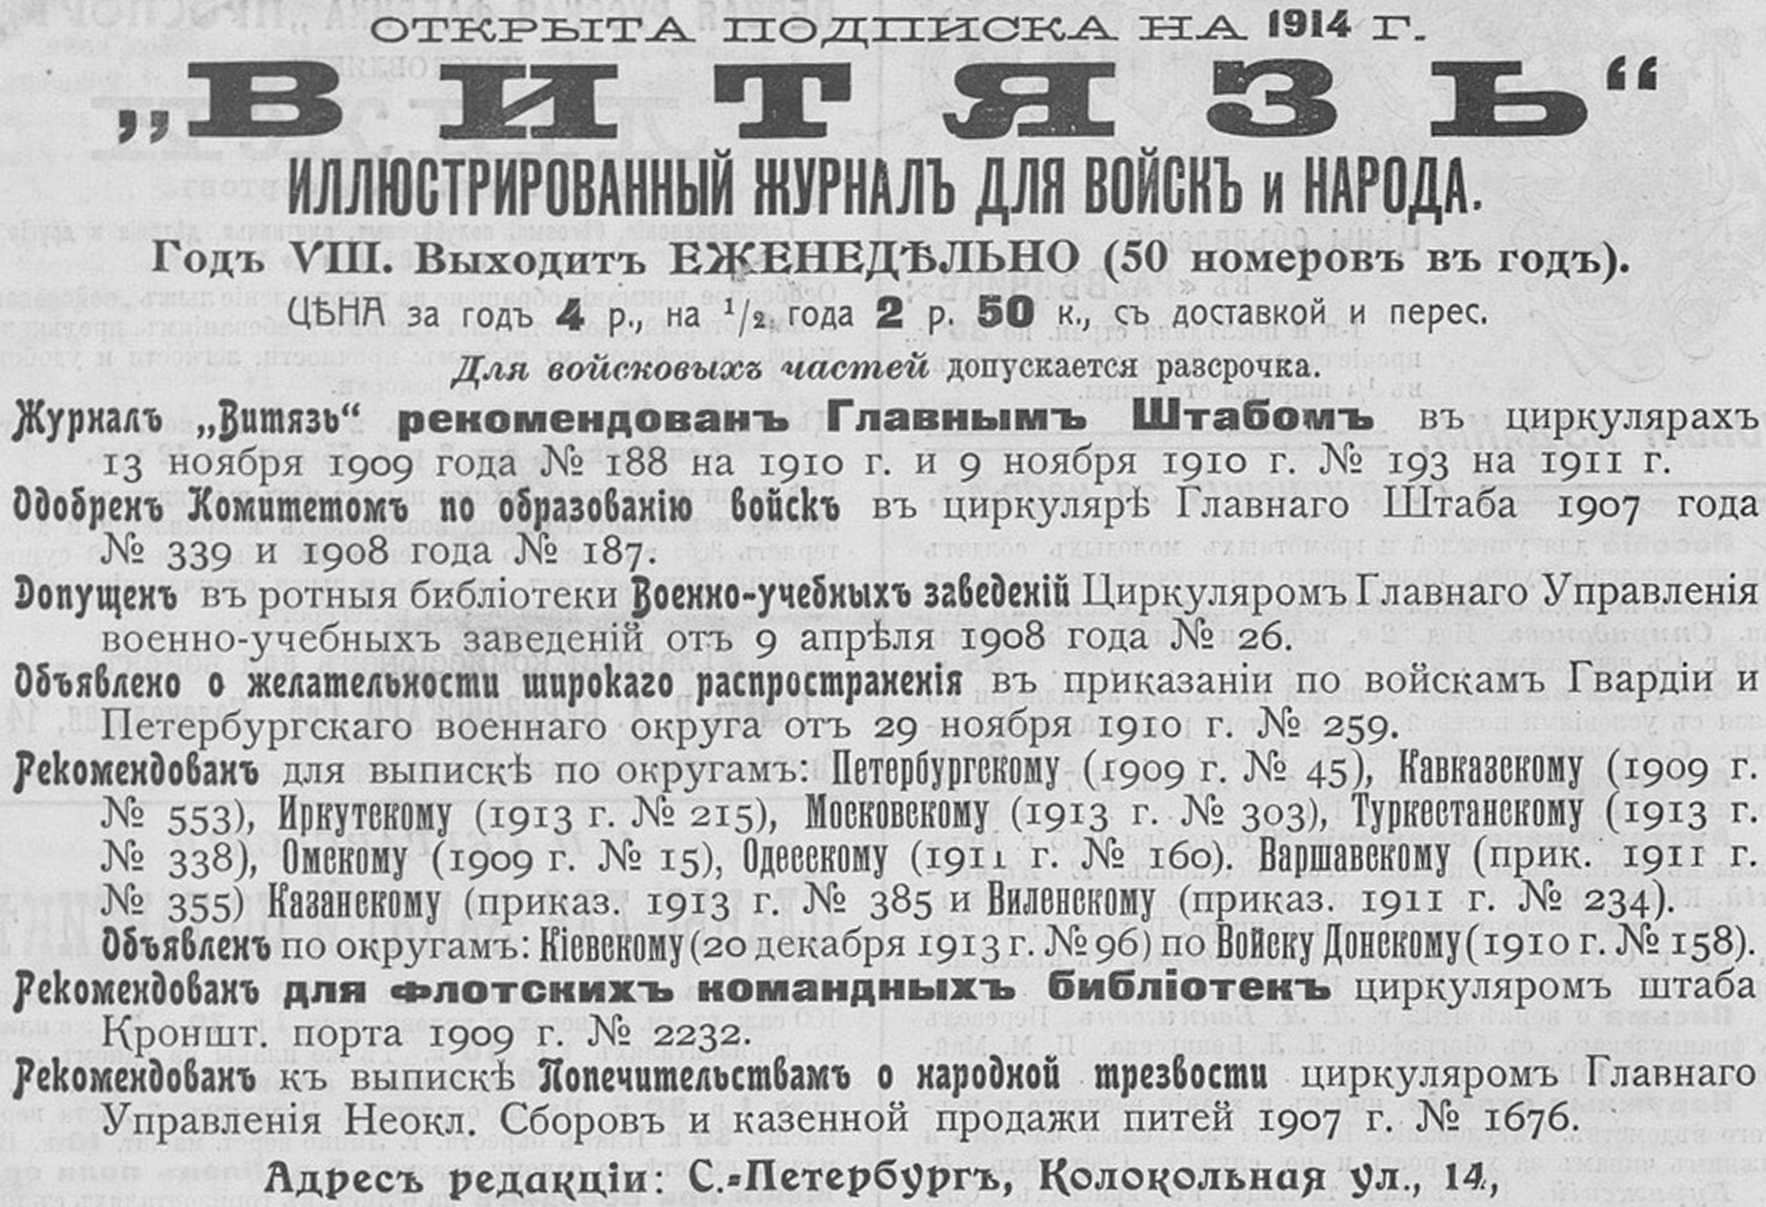 ОТКРЫТА ПОДПИСКА НА 1914 Г.
„ВИТЯЗЬ“
ИЛЛЮСТРИРОВАННЫЙ ЖУРНАЛЪ ДЛЯ ВОЙСКЪ и НАРОДА.
Годъ VIII. Выходитъ ЕЖЕНЕДѢЛЬНО (50 номеровъ въ годъ).
ЦѢНА за годъ 4 р., на 1/2 года 2 р. 50 к., съ доставкой и перес.
Для войсковыхъ частей допускается разсрочка.
Журналъ „Витязь“ рекомендованъ Главнымъ Штабомъ въ циркулярахъ
13 ноября 1909 года № 188 на 1910 г. и 9 ноября 1910 г. № 193 на 1911 г.
Одобренъ Комитетомъ по образованію войскъ въ циркулярѣ Главнаго Штаба 1907 года
№ 339 и 1908 года № 187.
Допущенъ въ ротныя библіотеки Военно-учебныхъ заведеній Циркуляромъ Главнаго Управленія
военно-учебныхъ заведеній отъ 9 апрѣля 1908 года № 26.
Объявлено о желательности широкаго распространенія въ приказаніи по войскамъ Гвардіи и
Петербургскаго военнаго округа отъ 29 ноября 1910 г. № 259.
Рекомендованъ для выпискѣ по округамъ: Петербургскому (1909 г. № 45), Кавказскому (1909 г.
№ 553), Иркутскому (1913 г. № 215), Московскому (1913 г. № 303), Туркестанскому (1913 г.
№ 338), Омскому (1909 г. № 15), Одесскому (1911 г. № 160). Варшавскому (прик. 1911 г.
№ 355) Казанскому (приказ. 1913 г. № 385 и Виленскому (приказ. 1911 г. № 234).
Объявленъ по округамъ: Кіевскому (20 декабря 1913 г. № 96) по Войску Донскому (1910 г. № 158).
Рекомендованъ для флотскихъ командныхъ библіотекъ циркуляромъ штаба
Кроншт. порта 1909 г. № 2232.
Рекомендованъ къ выпискѣ Попечительствамъ о народной трезвости циркуляромъ Главнаго
Управленія Неокл. Сборовъ и казенной продажи питей 1907 г. № 1676.
Адресъ редакціи: С.-Петербургъ, Колокольная ул., 14,